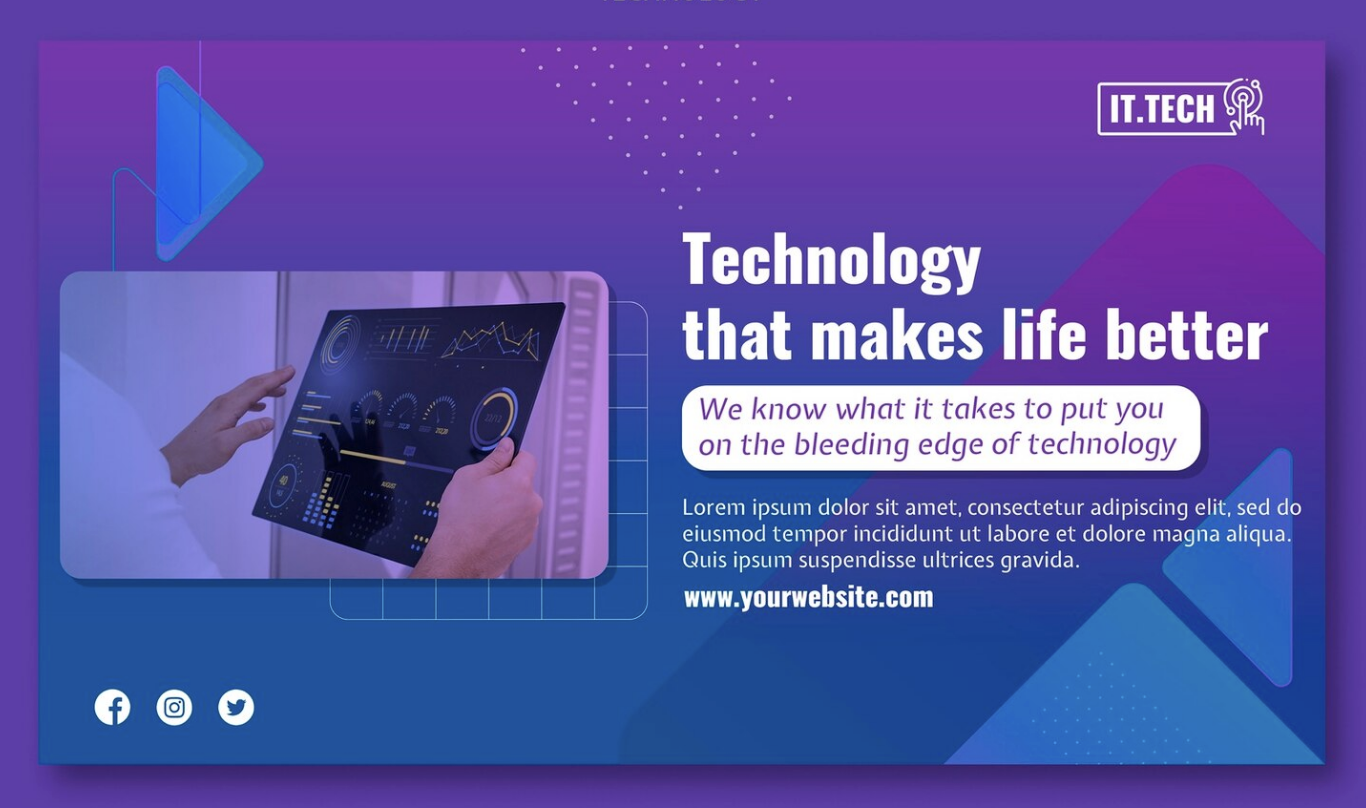 IT.TECH
Technology
that makes life better
We know what it takes to put you
on the bleeding edge of technology
Lorem ipsum dolor sit amet, consectetur adipiscing elit, sed do
eiusmod tempor incididunt ut labore et dolore magna aliqua.
Quis ipsum suspendisse ultrices gravida.
www.yourwebsite.com